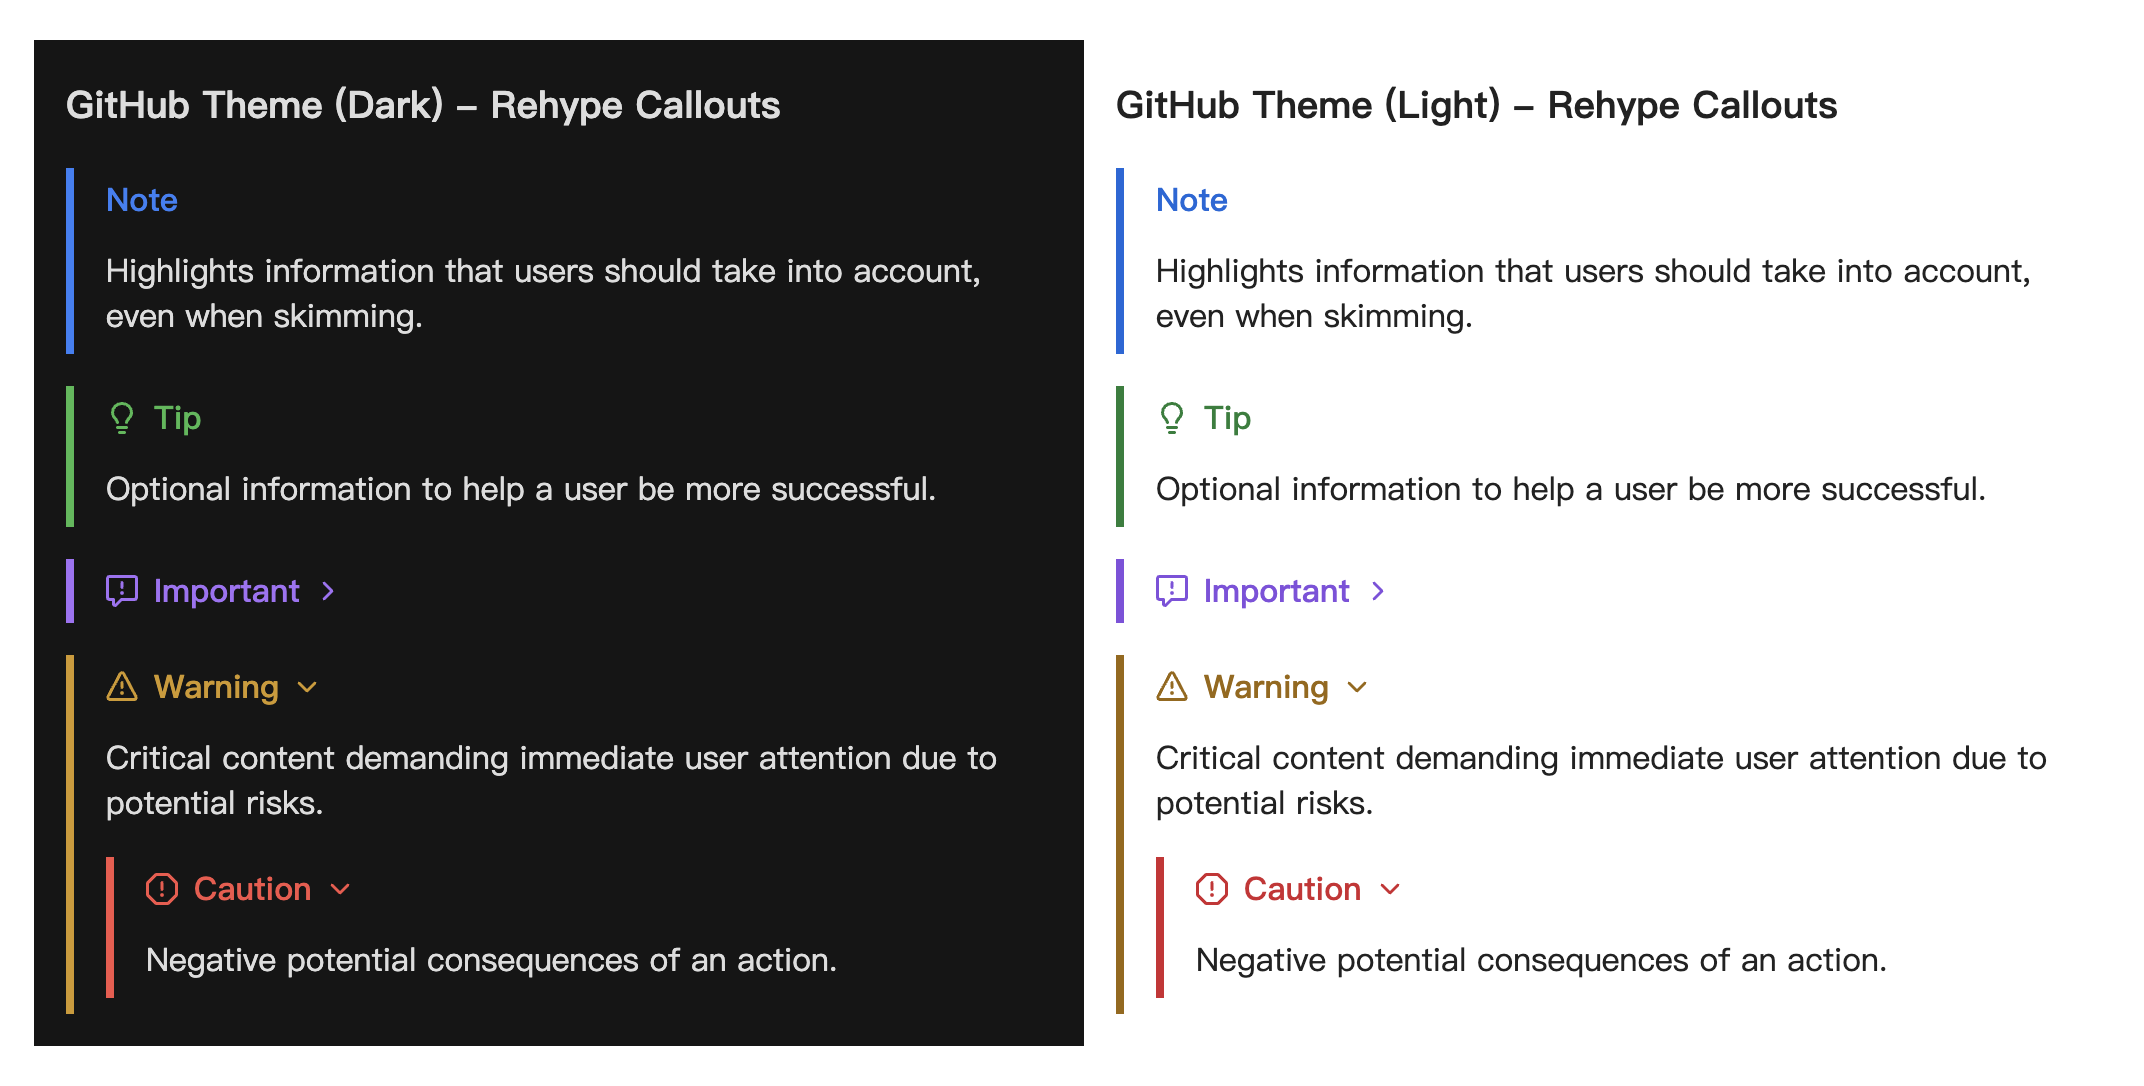 GitHub Theme (Dark) – Rehype Callouts
Note
Highlights information that users should take into account,
even when skimming.
Tip
Optional information to help a user be more successful.
Important
Warning
Critical content demanding immediate user attention due to
potential risks.
Caution
Negative potential consequences of an action.
GitHub Theme (Light) – Rehype Callouts
Note
Highlights information that users should take into account,
even when skimming.
Tip
Optional information to help a user be more successful.
Important
Warning
Critical content demanding immediate user attention due to
potential risks.
Caution
Negative potential consequences of an action.